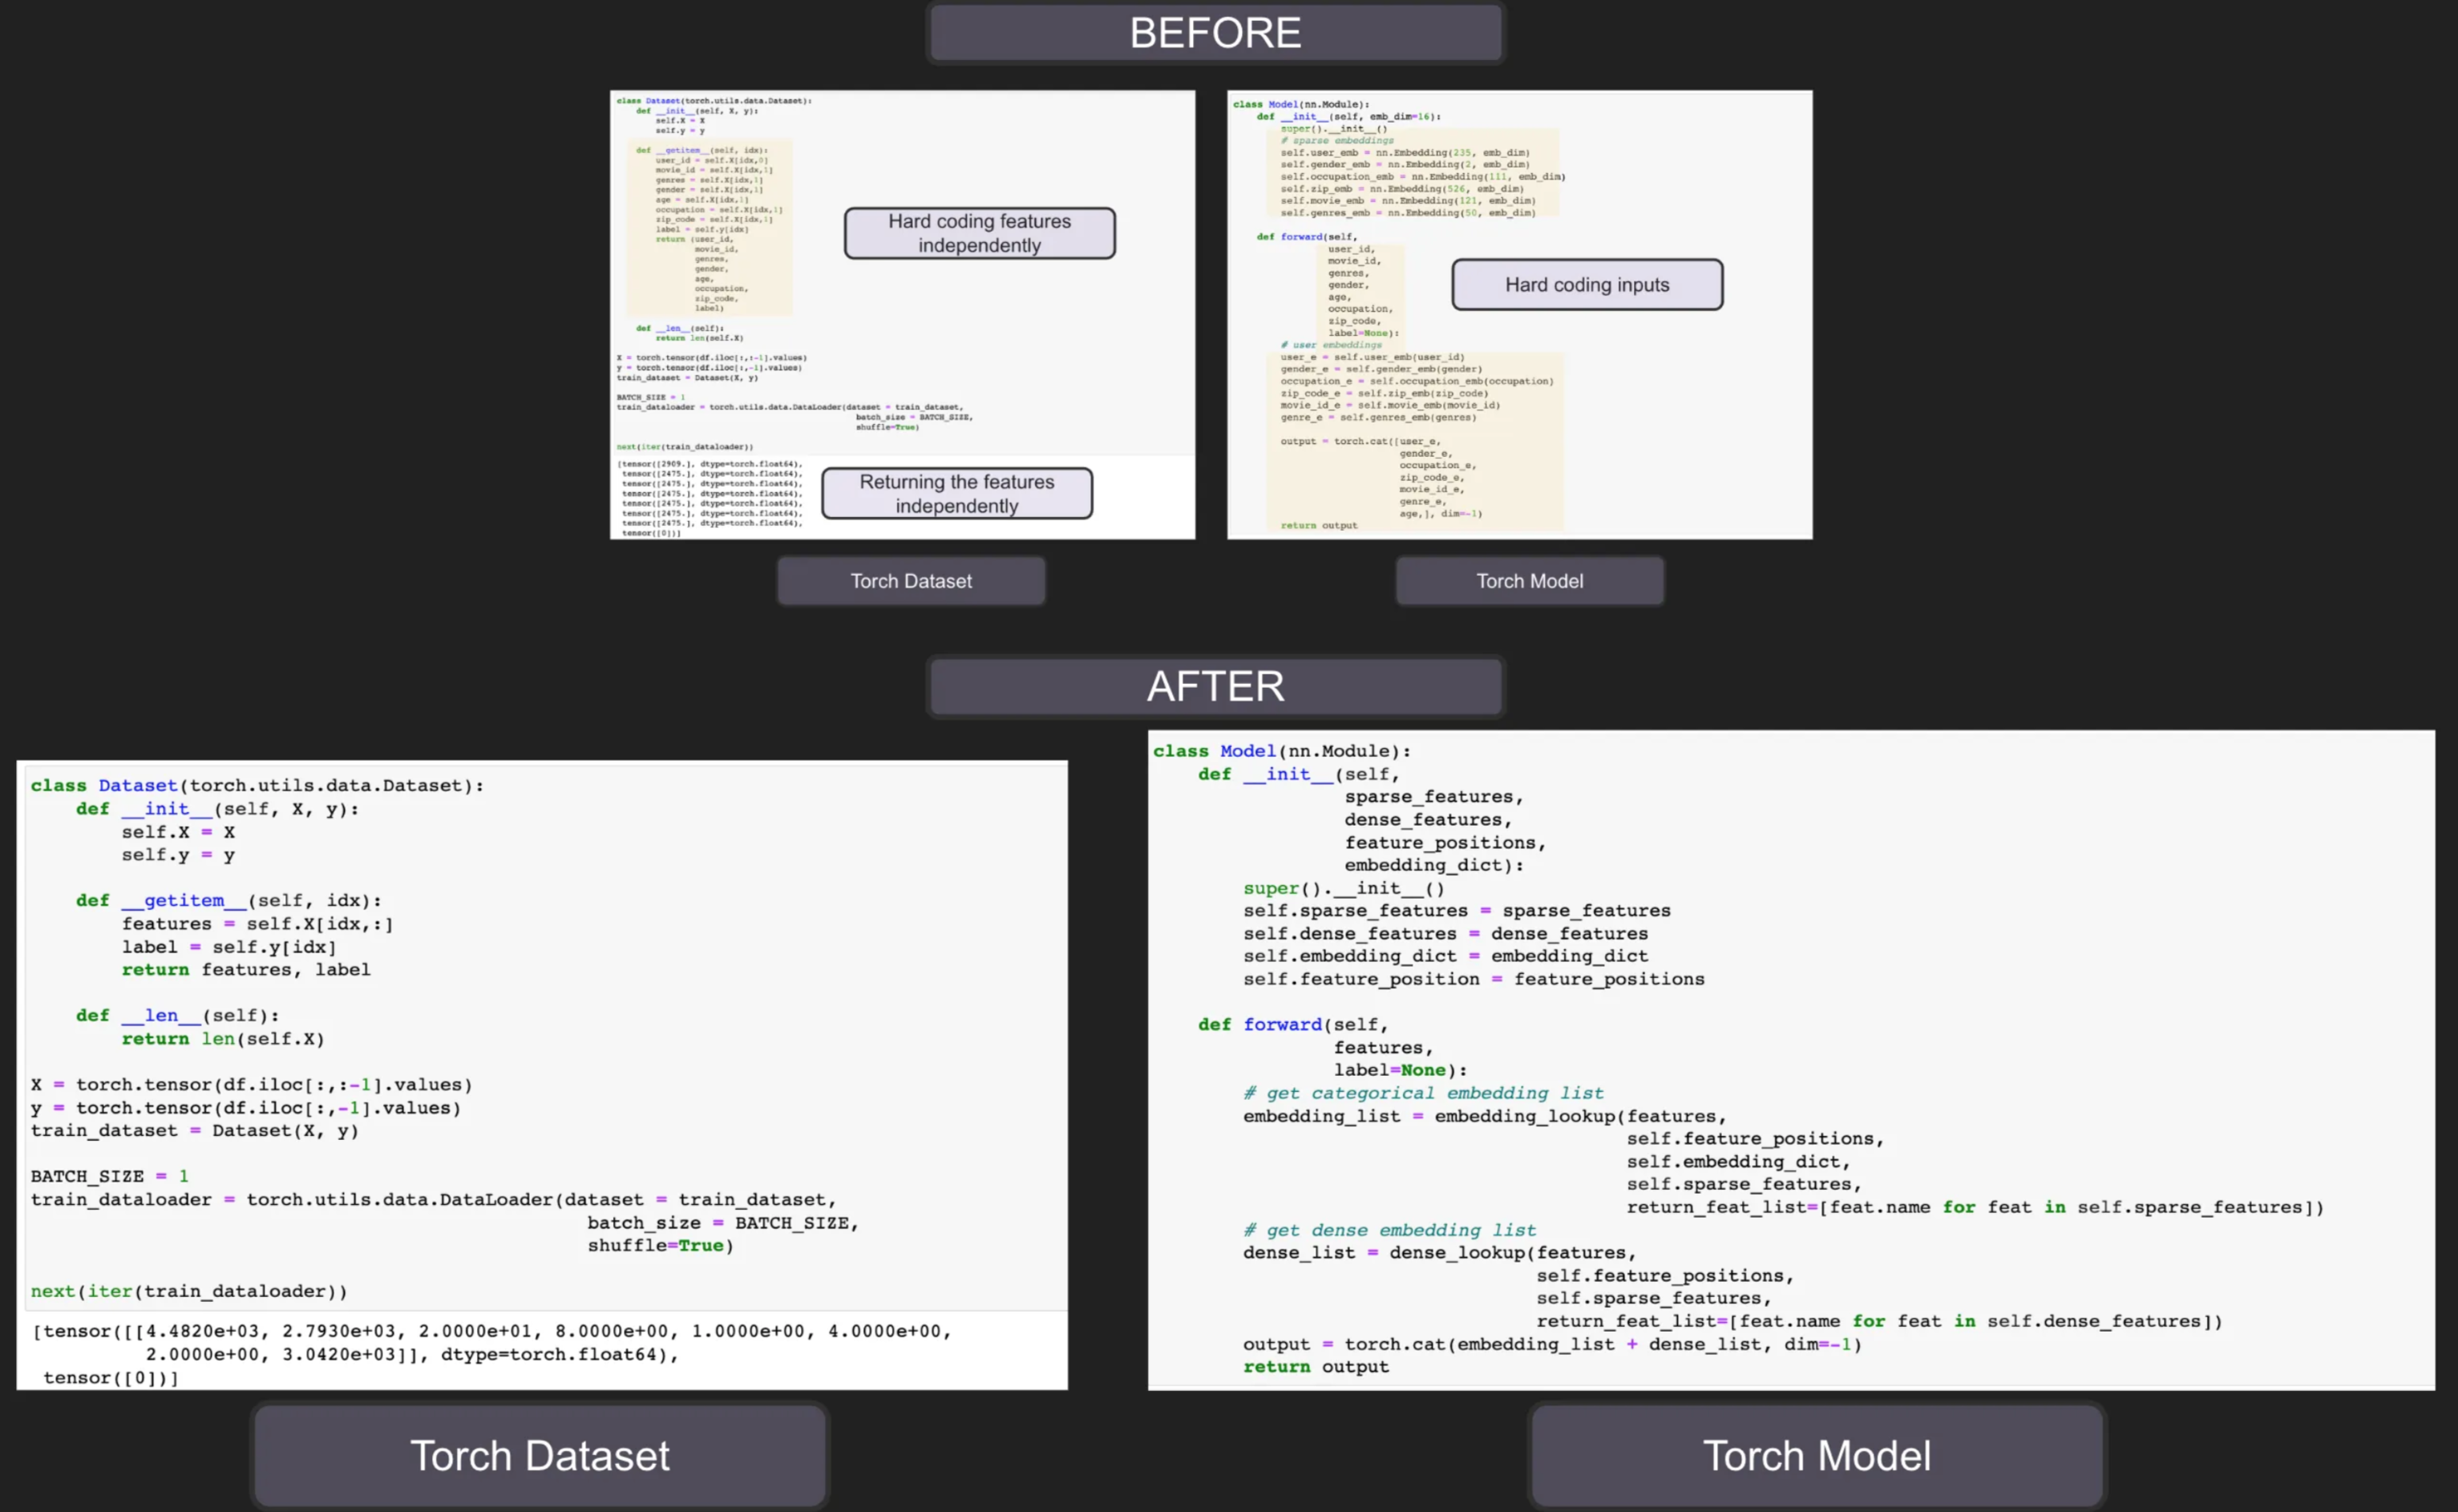 BEFORE
class Dataset(torch.utils.data.Dataset):
    def __init__(self, X, y):
        self.X = X
        self.y = y

    def __getitem__(self, idx):
        user_id = self.X[idx,0]
        movie_id = self.X[idx,1]
        genres = self.X[idx,1]
        gender = self.X[idx,1]
        age = self.X[idx,1]
        occupation = self.X[idx,1]
        zip_code = self.X[idx,1]
        label = self.y[idx]
        return (user_id,
                movie_id,
                genres,
                gender,
                age,
                occupation,
                zip_code,
                label)

    def __len__(self):
        return len(self.X)

X = torch.tensor(df.iloc[:,:-1].values)
y = torch.tensor(df.iloc[:,-1].values)
train_dataset = Dataset(X, y)

BATCH_SIZE = 1
train_dataloader = torch.utils.data.DataLoader(dataset = train_dataset,
                                                 batch_size = BATCH_SIZE,
                                                 shuffle=True)

next(iter(train_dataloader))
[tensor([2909.], dtype=torch.float64),
 tensor([2475.], dtype=torch.float64),
 tensor([2475.], dtype=torch.float64),
 tensor([2475.], dtype=torch.float64),
 tensor([2475.], dtype=torch.float64),
 tensor([2475.], dtype=torch.float64),
 tensor([2475.], dtype=torch.float64),
 tensor([0])]
Hard coding features
independently
Returning the features
independently
Torch Dataset
class Model(nn.Module):
    def __init__(self, emb_dim=16):
        super().__init__()
        # sparse embeddings
        self.user_emb = nn.Embedding(235, emb_dim)
        self.gender_emb = nn.Embedding(2, emb_dim)
        self.occupation_emb = nn.Embedding(111, emb_dim)
        self.zip_emb = nn.Embedding(526, emb_dim)
        self.movie_emb = nn.Embedding(121, emb_dim)
        self.genres_emb = nn.Embedding(50, emb_dim)

    def forward(self,
                user_id,
                movie_id,
                genres,
                gender,
                age,
                occupation,
                zip_code,
                label=None):
        # user embeddings
        user_e = self.user_emb(user_id)
        gender_e = self.gender_emb(gender)
        occupation_e = self.occupation_emb(occupation)
        zip_code_e = self.zip_emb(zip_code)
        movie_id_e = self.movie_emb(movie_id)
        genre_e = self.genres_emb(genres)

        output = torch.cat([user_e,
                            gender_e,
                            occupation_e,
                            zip_code_e,
                            movie_id_e,
                            genre_e,
                            age,], dim=-1)
        return output
Hard coding inputs
Torch Model
AFTER
class Dataset(torch.utils.data.Dataset):
    def __init__(self, X, y):
        self.X = X
        self.y = y

    def __getitem__(self, idx):
        features = self.X[idx,:]
        label = self.y[idx]
        return features, label

    def __len__(self):
        return len(self.X)

X = torch.tensor(df.iloc[:,:-1].values)
y = torch.tensor(df.iloc[:,-1].values)
train_dataset = Dataset(X, y)

BATCH_SIZE = 1
train_dataloader = torch.utils.data.DataLoader(dataset = train_dataset,
                                                 batch_size = BATCH_SIZE,
                                                 shuffle=True)

next(iter(train_dataloader))
[tensor([[4.4820e+03, 2.7930e+03, 2.0000e+01, 8.0000e+00, 1.0000e+00, 4.0000e+00,
          2.0000e+00, 3.0420e+03]], dtype=torch.float64),
 tensor([0])]
Torch Dataset
class Model(nn.Module):
    def __init__(self,
                 sparse_features,
                 dense_features,
                 feature_positions,
                 embedding_dict):
        super().__init__()
        self.sparse_features = sparse_features
        self.dense_features = dense_features
        self.embedding_dict = embedding_dict
        self.feature_position = feature_positions

    def forward(self,
                features,
                label=None):
        # get categorical embedding list
        embedding_list = embedding_lookup(features,
                                          self.feature_positions,
                                          self.embedding_dict,
                                          self.sparse_features,
                                          return_feat_list=[feat.name for feat in self.sparse_features])
        # get dense embedding list
        dense_list = dense_lookup(features,
                                  self.feature_positions,
                                  self.sparse_features,
                                  return_feat_list=[feat.name for feat in self.dense_features])
        output = torch.cat(embedding_list + dense_list, dim=-1)
        return output
Torch Model